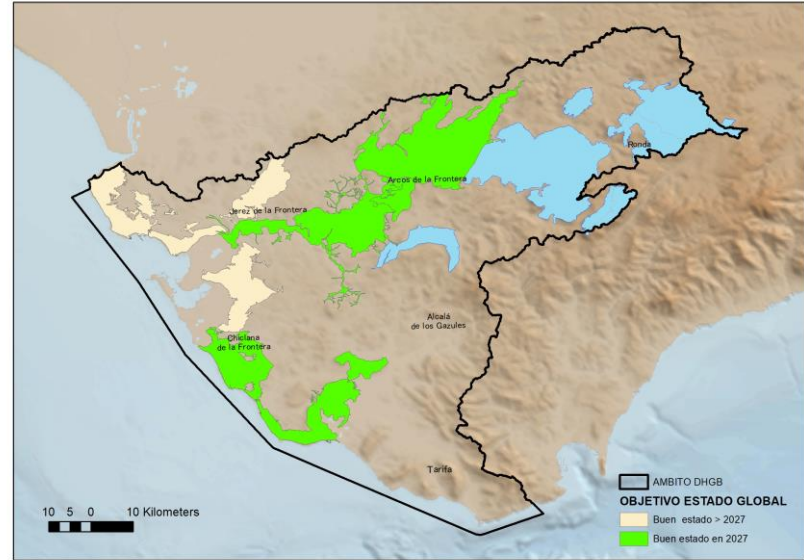 Ronda
Arcos de la Frontera
Jerez de la Frontera
Alcalá
de los Gazules
Chiclana
de la Frontera
Tarifa
10 5 0 10 Kilometers
AMBITO DHGB
OBJETIVO ESTADO GLOBAL
Buen estado > 2027
Buen estado en 2027